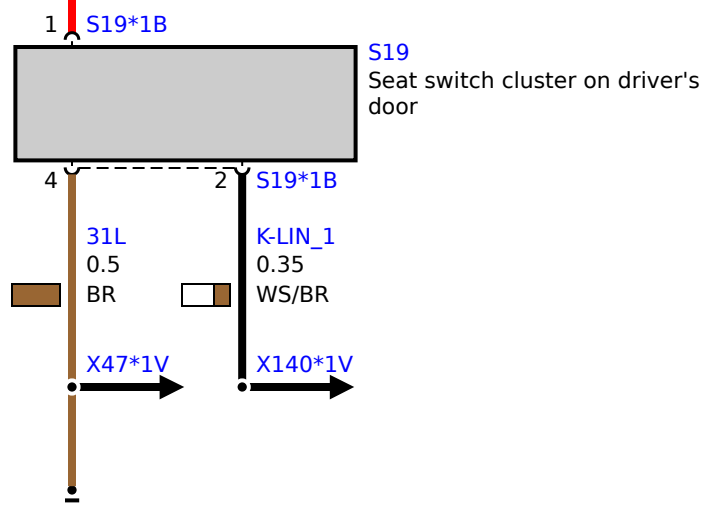 1 S19*1B
S19
Seat switch cluster on driver's
door
4 2 S19*1B
31L K-LIN_1
0.5 0.35
BR WS/BR
X47*1V X140*1V